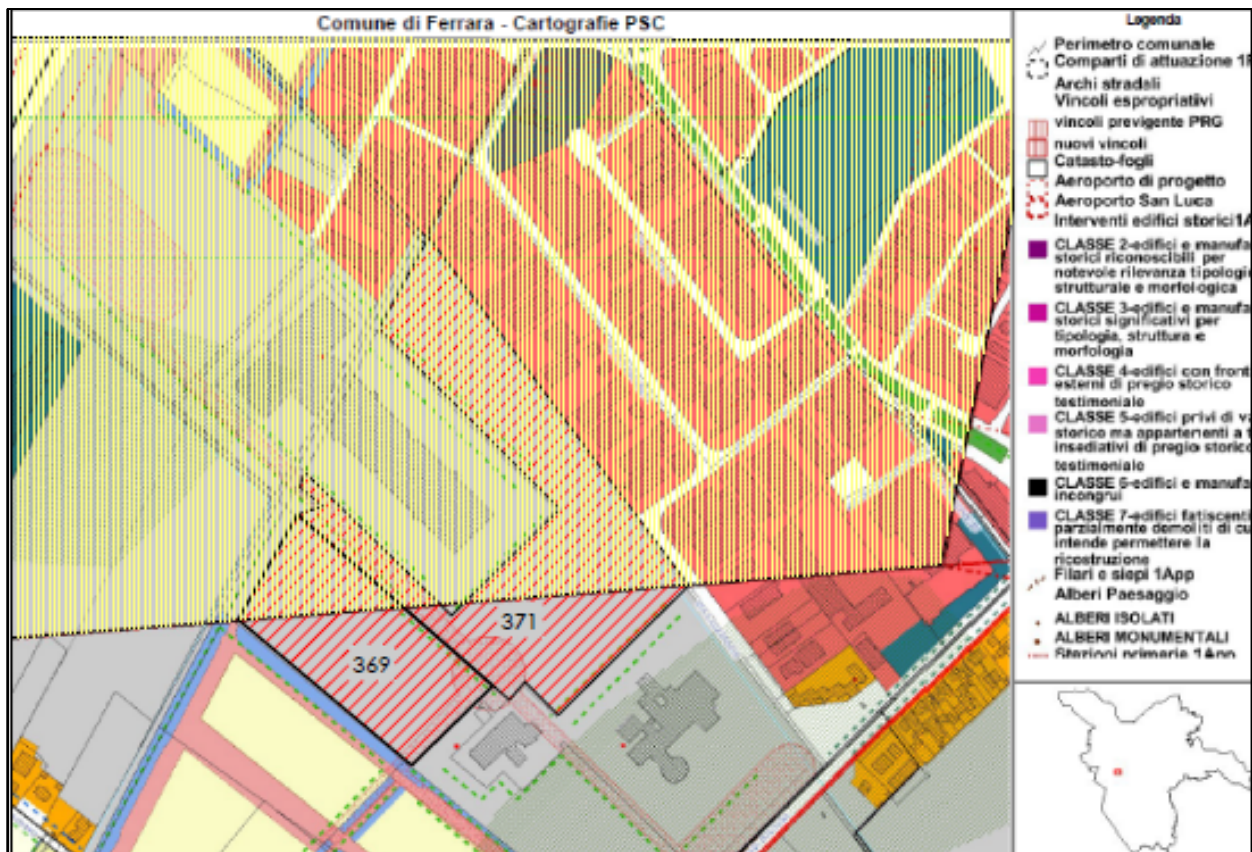 Comune di Ferrara - Cartografie PSC
371
369
Legenda
Perimetro comunale
Comparti di attuazione 1P
Archi stradali
Vincoli espropriativi
vincoli previgente PRG
nuovi vincoli
Catasto-fogli
Aeroporto di progetto
Aeroporto San Luca
Interventi edifici storici1A
CLASSE 2-edifici e manufa
storici riconoscibili per
notevole rilevanza tipologi
strutturale e morfologica
CLASSE 3-edifici e manufa
storici significativi per
tipologia, struttura e
morfologia
CLASSE 4-edifici con front
esterni di pregio storico
testimoniale
CLASSE 5-edifici privi di va
storico ma appartenenti a t
insediativi di pregio storico
testimoniale
CLASSE 6-edifici e manufa
incongrui
CLASSE 7-edifici fatiscenti
parzialmente demoliti di cu
intende permettere la
ricostruzione
Filari e siepi 1App
Alberi Paesaggio
ALBERI ISOLATI
ALBERI MONUMENTALI
Stazioni primarie 1App